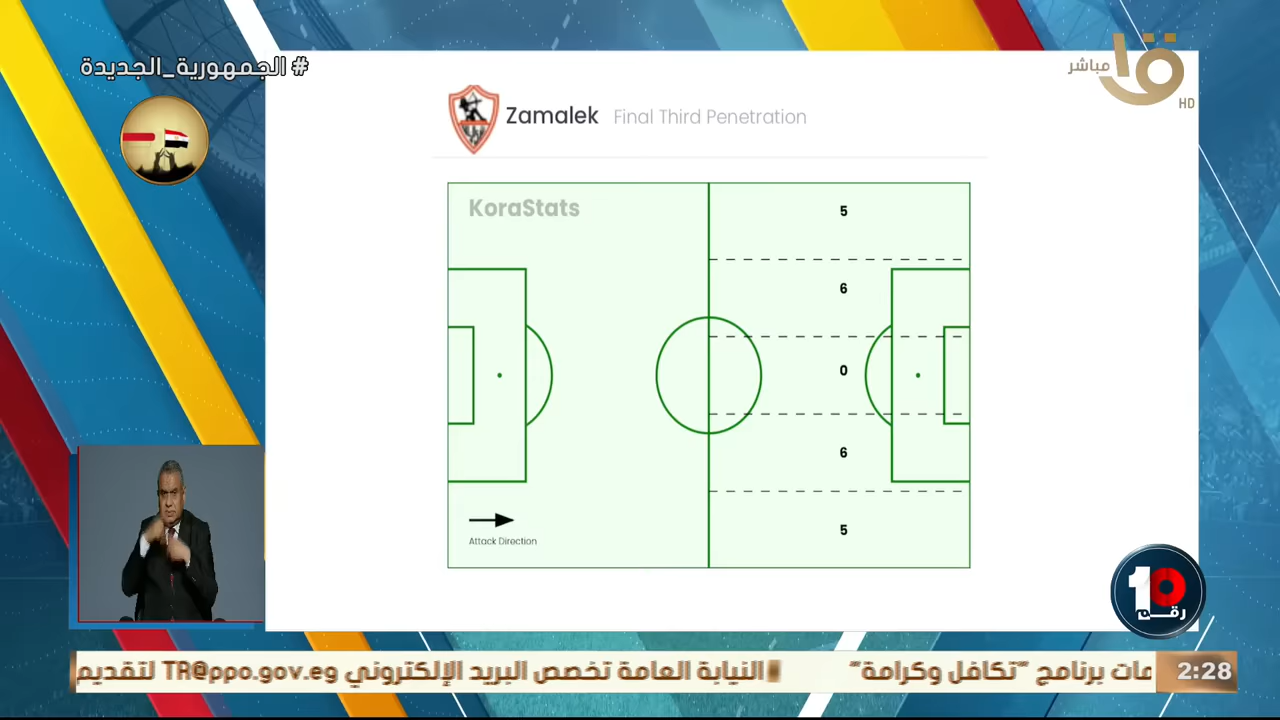 # الجمهورية_الجديدة
مباشر
HD
Zamalek Final Third Penetration
KoraStats
5
6
0
6
5
Attack Direction
10
رقم
2:28
مات برنامج "تكافل وكرامة" النيابة العامة تخصص البريد الإلكتروني TR@ppo.gov.eg لتقديم